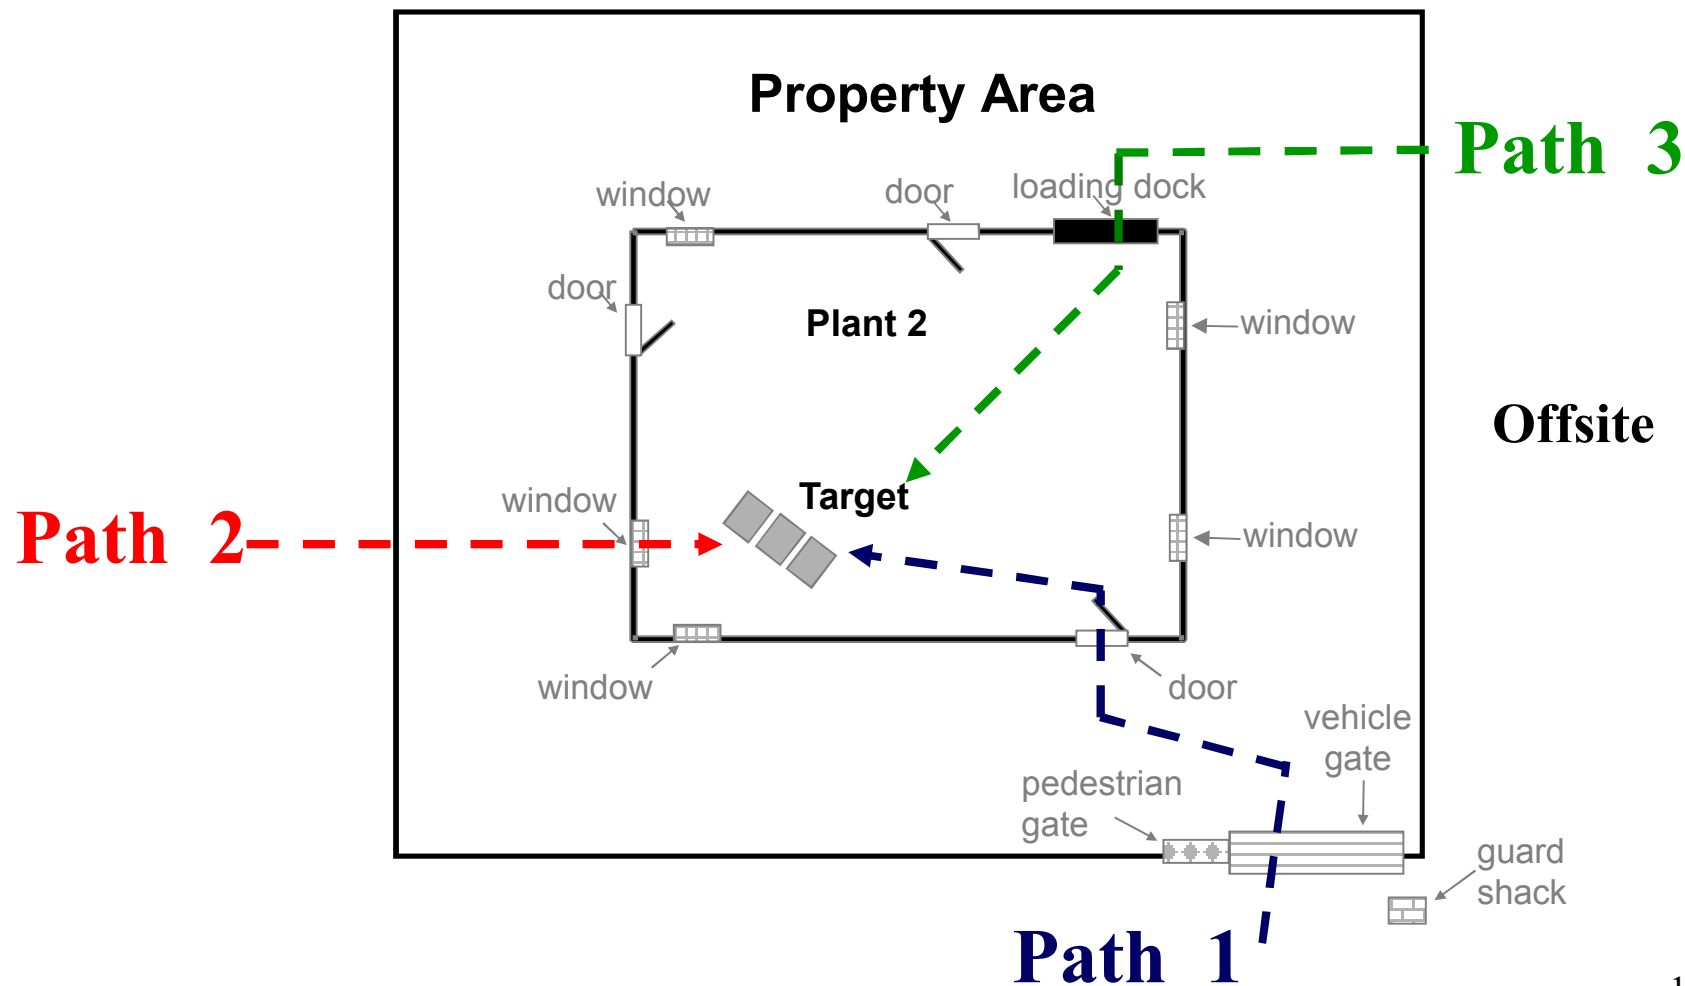 Property Area
Path 3
window
door
loading dock
door
Plant 2
window
Offsite
window
Target
Path 2
window
window
door
vehicle
gate
pedestrian
gate
guard
shack
Path 1
1